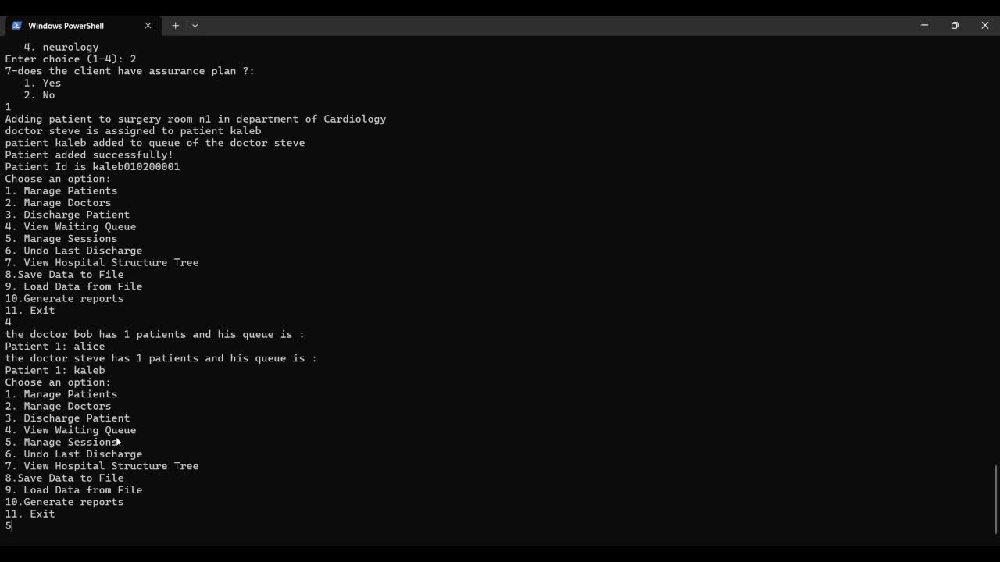 Windows PowerShell
4. neurology
Enter choice (1-4): 2
7-does the client have assurance plan ?:
1. Yes
2. No
1
Adding patient to surgery room n1 in department of Cardiology
doctor steve is assigned to patient kaleb
patient kaleb added to queue of the doctor steve
Patient added successfully!
Patient Id is kaleb010200001
Choose an option:
1. Manage Patients
2. Manage Doctors
3. Discharge Patient
4. View Waiting Queue
5. Manage Sessions
6. Undo Last Discharge
7. View Hospital Structure Tree
8.Save Data to File
9. Load Data from File
10.Generate reports
11. Exit
4
the doctor bob has 1 patients and his queue is :
Patient 1: alice
the doctor steve has 1 patients and his queue is :
Patient 1: kaleb
Choose an option:
1. Manage Patients
2. Manage Doctors
3. Discharge Patient
4. View Waiting Queue
5. Manage Sessions
6. Undo Last Discharge
7. View Hospital Structure Tree
8.Save Data to File
9. Load Data from File
10.Generate reports
11. Exit
5